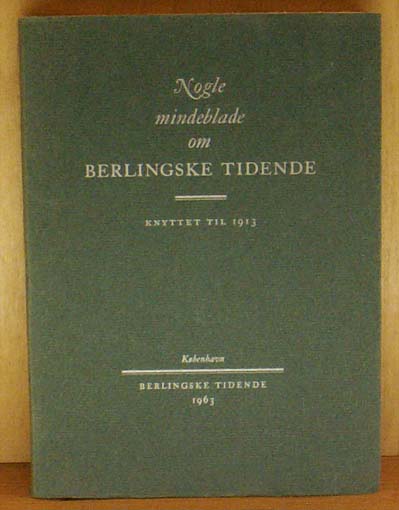 Nogle
mindeblade
om
BERLINGSKE TIDENDE
KNYTTET TIL 1913
København
BERLINGSKE TIDENDE
1963